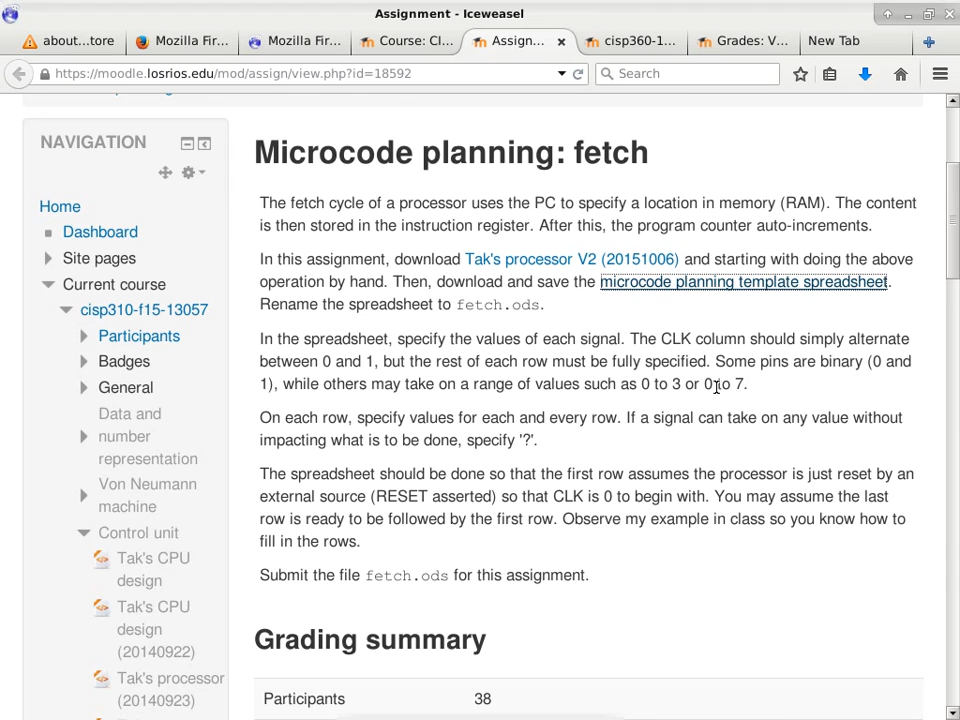 Assignment - Iceweasel
about...tore
Mozilla Fir...
Mozilla Fir...
Course: Cl...
Assign...
cisp360-1...
Grades: V...
New Tab
https://moodle.losrios.edu/mod/assign/view.php?id=18592
Search
NAVIGATION
Home
Dashboard
Site pages
Current course
cisp310-f15-13057
Participants
Badges
General
Data and
number
representation
Von Neumann
machine
Control unit
Tak's CPU
design
Tak's CPU
design
(20140922)
Tak's processor
(20140923)
Microcode planning: fetch
The fetch cycle of a processor uses the PC to specify a location in memory (RAM). The content
is then stored in the instruction register. After this, the program counter auto-increments.
In this assignment, download Tak's processor V2 (20151006) and starting with doing the above
operation by hand. Then, download and save the microcode planning template spreadsheet.
Rename the spreadsheet to fetch.ods.
In the spreadsheet, specify the values of each signal. The CLK column should simply alternate
between 0 and 1, but the rest of each row must be fully specified. Some pins are binary (0 and
1), while others may take on a range of values such as 0 to 3 or 0 to 7.
On each row, specify values for each and every row. If a signal can take on any value without
impacting what is to be done, specify '?'.
The spreadsheet should be done so that the first row assumes the processor is just reset by an
external source (RESET asserted) so that CLK is 0 to begin with. You may assume the last
row is ready to be followed by the first row. Observe my example in class so you know how to
fill in the rows.
Submit the file fetch.ods for this assignment.
Grading summary
Participants 38